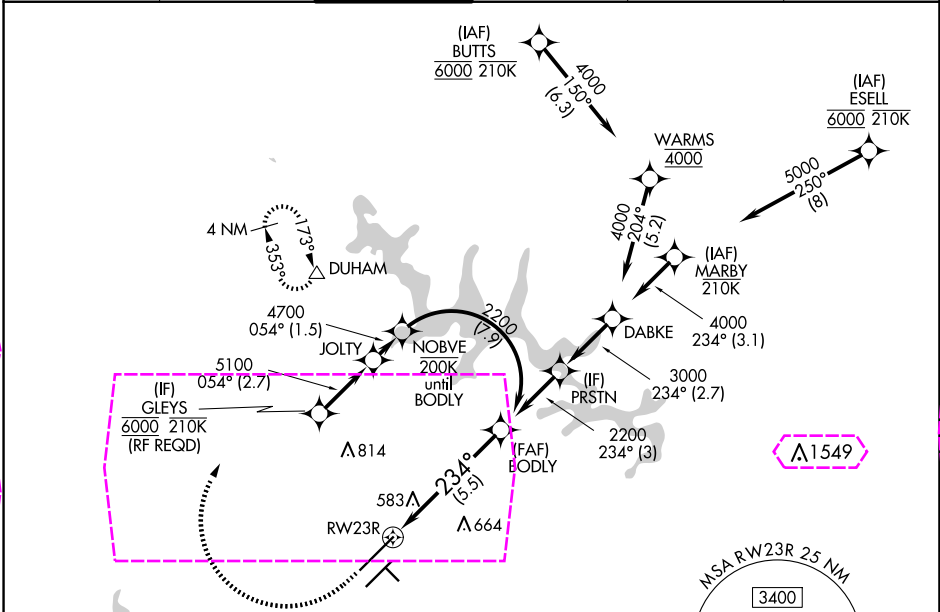 (IAF)
BUTTS
6000 210K
4000
150°
(6.3)
(IAF)
ESELL
6000 210K
5000
250°
(8)
WARMS
4000
4000
204°
(5.2)
(IAF)
MARBY
210K
4 NM
173°
353°
DUHAM
4700
054° (1.5)
2200
(7.9)
DABKE
4000
234° (3.1)
JOLTY
NOBVE
200K
until
BODLY
5100
054° (2.7)
(IF)
PRSTN
3000
234° (2.7)
(IF)
GLEYS
6000 210K
(RF REQD)
2200
234° (3)
814
(FAF)
BODLY
1549
234°
(5.5)
583
664
RW23R
MSA RW23R 25 NM
3400